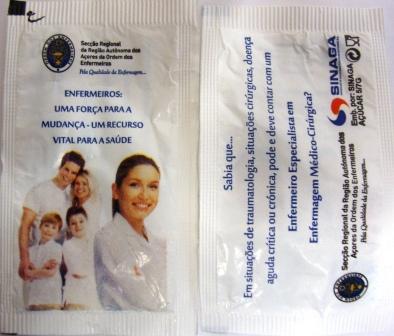 Secção Regional
da Região Autónoma dos
Açores da Ordem dos
Enfermeiros
Pela Qualidade da Enfermagem...
ENFERMEIROS:
UMA FORÇA PARA A
MUDANÇA - UM RECURSO
VITAL PARA A SAÚDE
Sabia que...
Em situações de traumatologia, situações cirúrgicas, doença
aguda crítica ou crónica, pode e deve contar com um
Enfermeiro Especialista em
Enfermagem Médico-Cirúrgica?
Secção Regional da Região Autónoma dos
Açores da Ordem dos Enfermeiros
Pela Qualidade da Enfermagem...
SINAGA
Emb. por: SINAGA
AÇÚCAR 5/7G